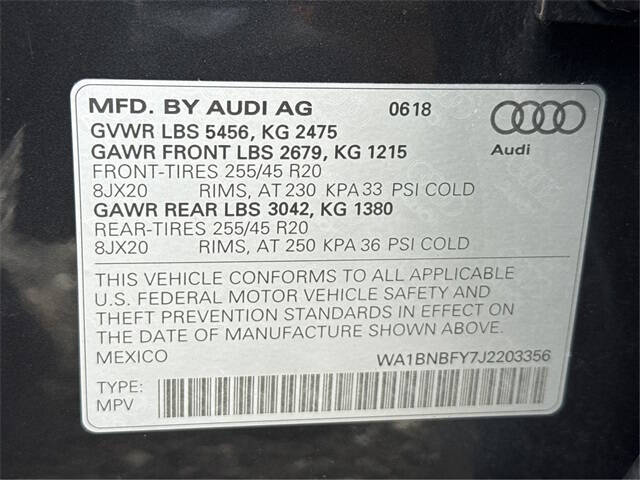 MFD. BY AUDI AG 0618
GVWR LBS 5456, KG 2475
GAWR FRONT LBS 2679, KG 1215 Audi
FRONT-TIRES 255/45 R20
8JX20 RIMS, AT 230 KPA 33 PSI COLD
GAWR REAR LBS 3042, KG 1380
REAR-TIRES 255/45 R20
8JX20 RIMS, AT 250 KPA 36 PSI COLD
THIS VEHICLE CONFORMS TO ALL APPLICABLE
U.S. FEDERAL MOTOR VEHICLE SAFETY AND
THEFT PREVENTION STANDARDS IN EFFECT ON
THE DATE OF MANUFACTURE SHOWN ABOVE.
MEXICO WA1BNBFY7J2203356
TYPE:
MPV